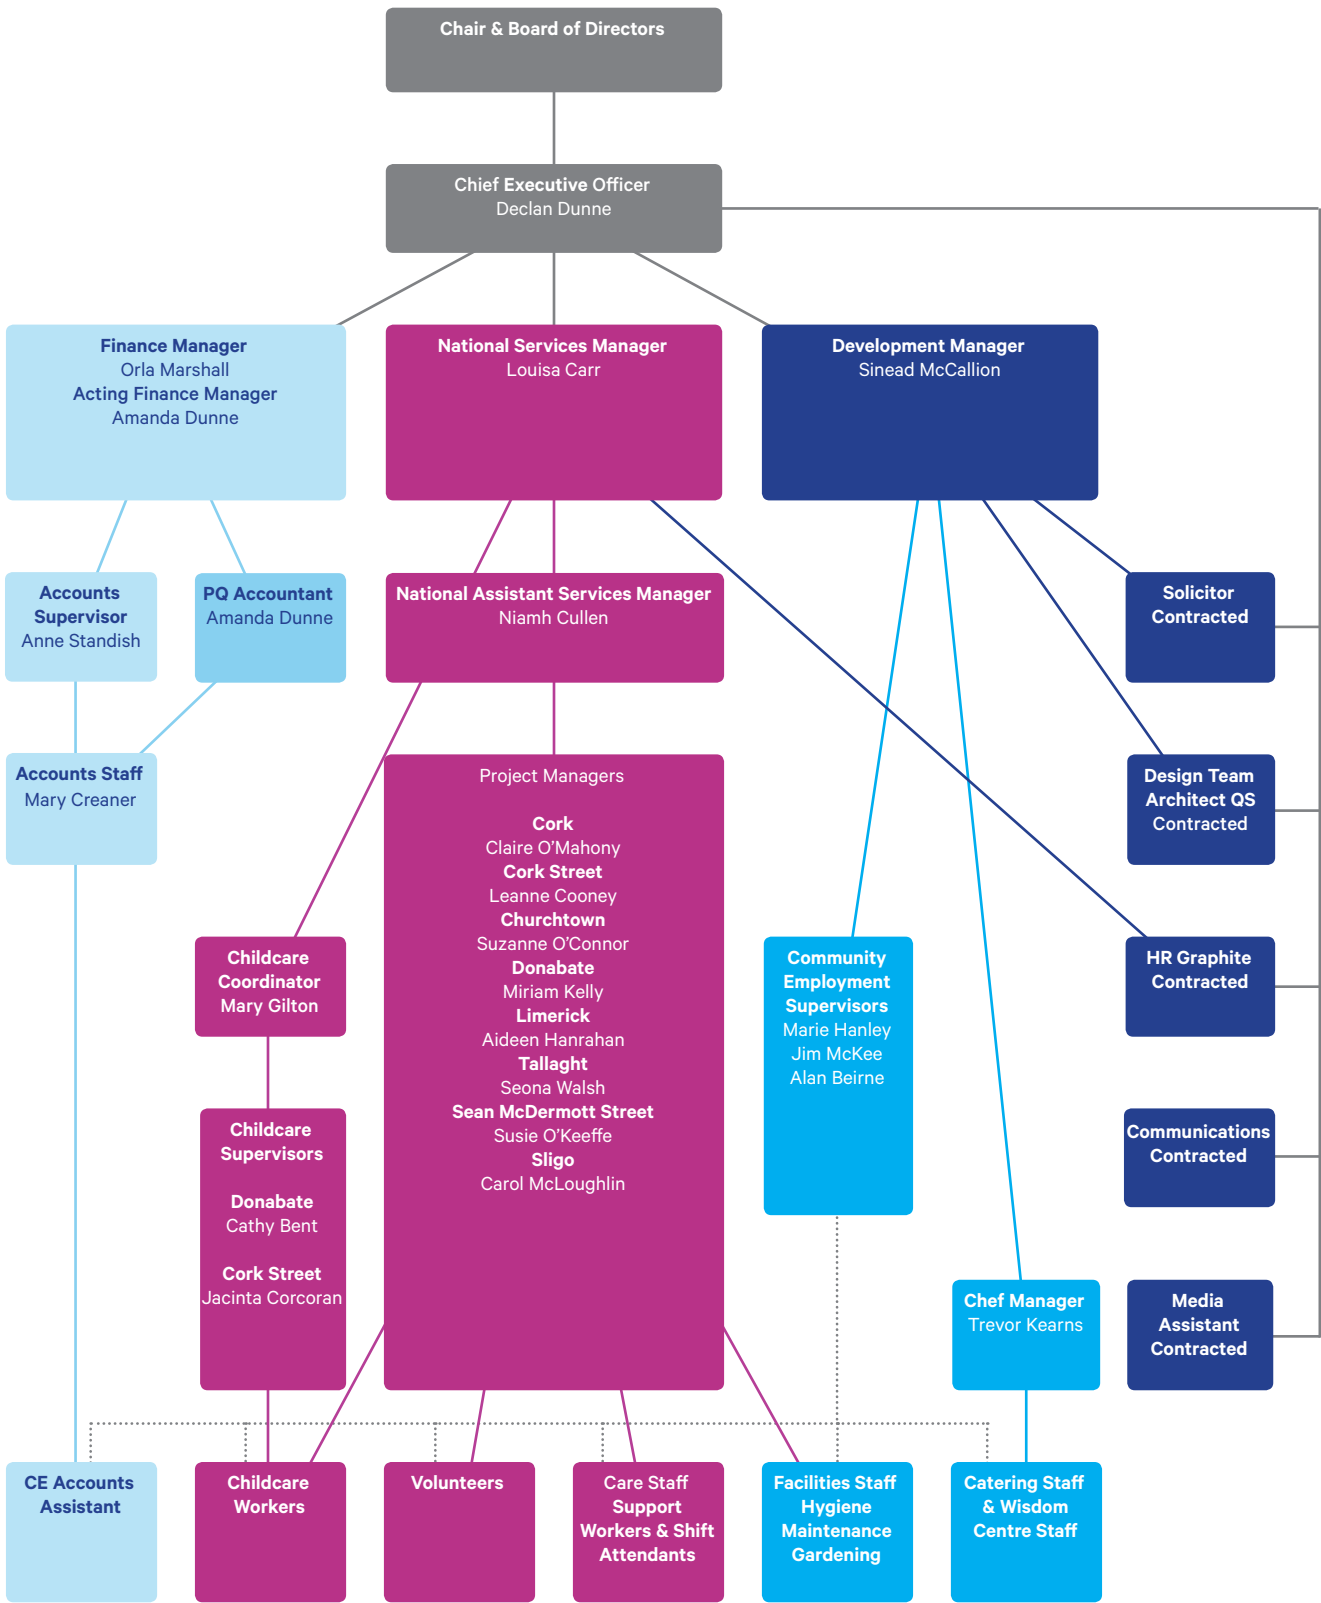 Chair & Board of Directors
Chief Executive Officer
Declan Dunne
Finance Manager
Orla Marshall
Acting Finance Manager
Amanda Dunne
National Services Manager
Louisa Carr
Development Manager
Sinead McCallion
Accounts
Supervisor
Anne Standish
PQ Accountant
Amanda Dunne
National Assistant Services Manager
Niamh Cullen
Solicitor
Contracted
Accounts Staff
Mary Creaner
Project Managers
Cork
Claire O’Mahony
Cork Street
Leanne Cooney
Churchtown
Suzanne O’Connor
Donabate
Miriam Kelly
Limerick
Aideen Hanrahan
Tallaght
Seona Walsh
Sean McDermott Street
Susie O’Keeffe
Sligo
Carol McLoughlin
Design Team
Architect QS
Contracted
Childcare
Coordinator
Mary Gilton
Community
Employment
Supervisors
Marie Hanley
Jim McKee
Alan Beirne
HR Graphite
Contracted
Childcare
Supervisors
Donabate
Cathy Bent
Cork Street
Jacinta Corcoran
Communications
Contracted
Chef Manager
Trevor Kearns
Media
Assistant
Contracted
CE Accounts
Assistant
Childcare
Workers
Volunteers
Care Staff
Support
Workers & Shift
Attendants
Facilities Staff
Hygiene
Maintenance
Gardening
Catering Staff
& Wisdom
Centre Staff